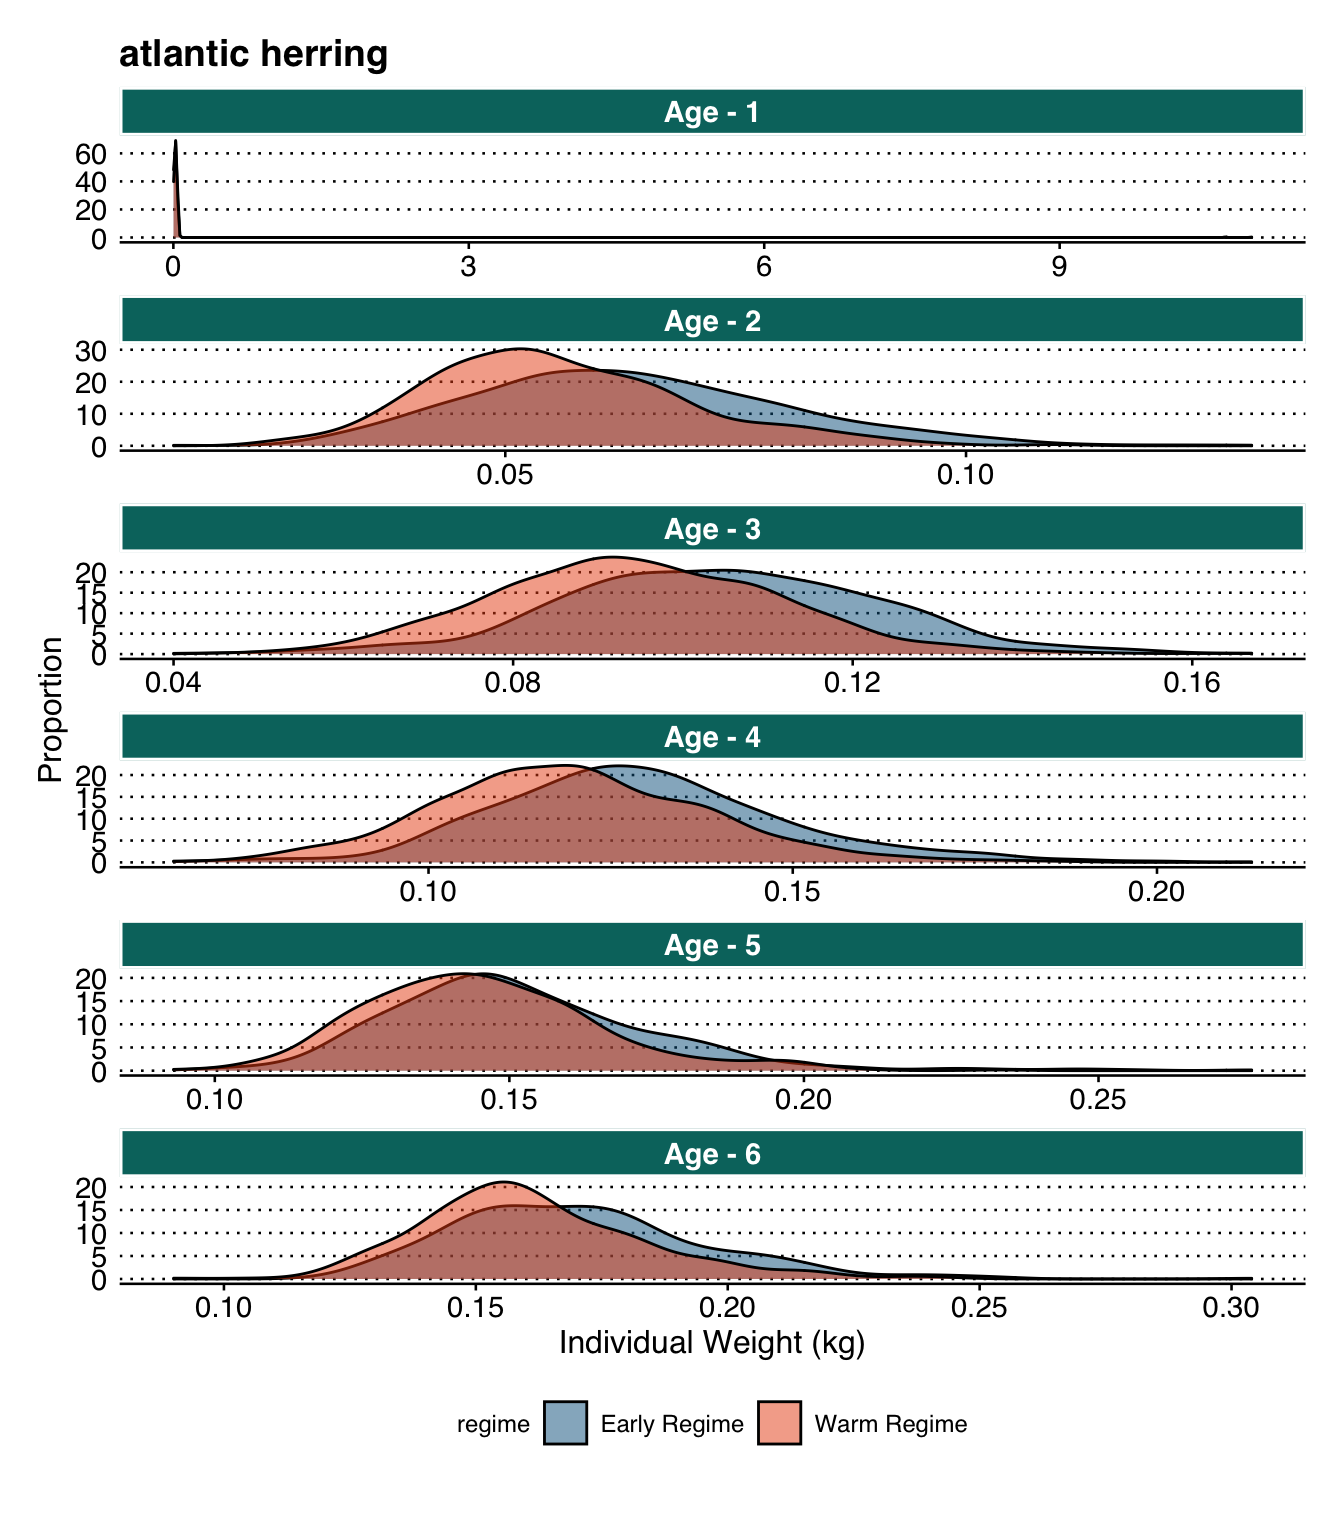 atlantic herring
Age - 1
60
40
20
0
0 3 6 9
Age - 2
30
20
10
0
0.05 0.10
Age - 3
20
15
10
5
0
0.04 0.08 0.12 0.16
Age - 4
20
15
10
5
0
0.10 0.15 0.20
Age - 5
20
15
10
5
0
0.10 0.15 0.20 0.25
Age - 6
20
15
10
5
0
0.10 0.15 0.20 0.25 0.30
Proportion
Individual Weight (kg)
regime Early Regime Warm Regime